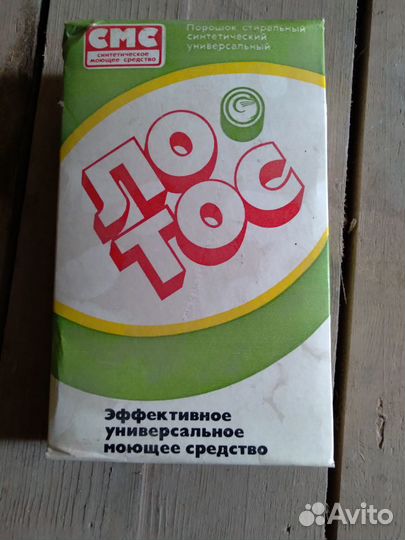 СМС
синтетическое
моющее средство
Порошок стиральный
синтетический
универсальный
ЛО
ТОС
Эффективное
универсальное
моющее средство
Avito